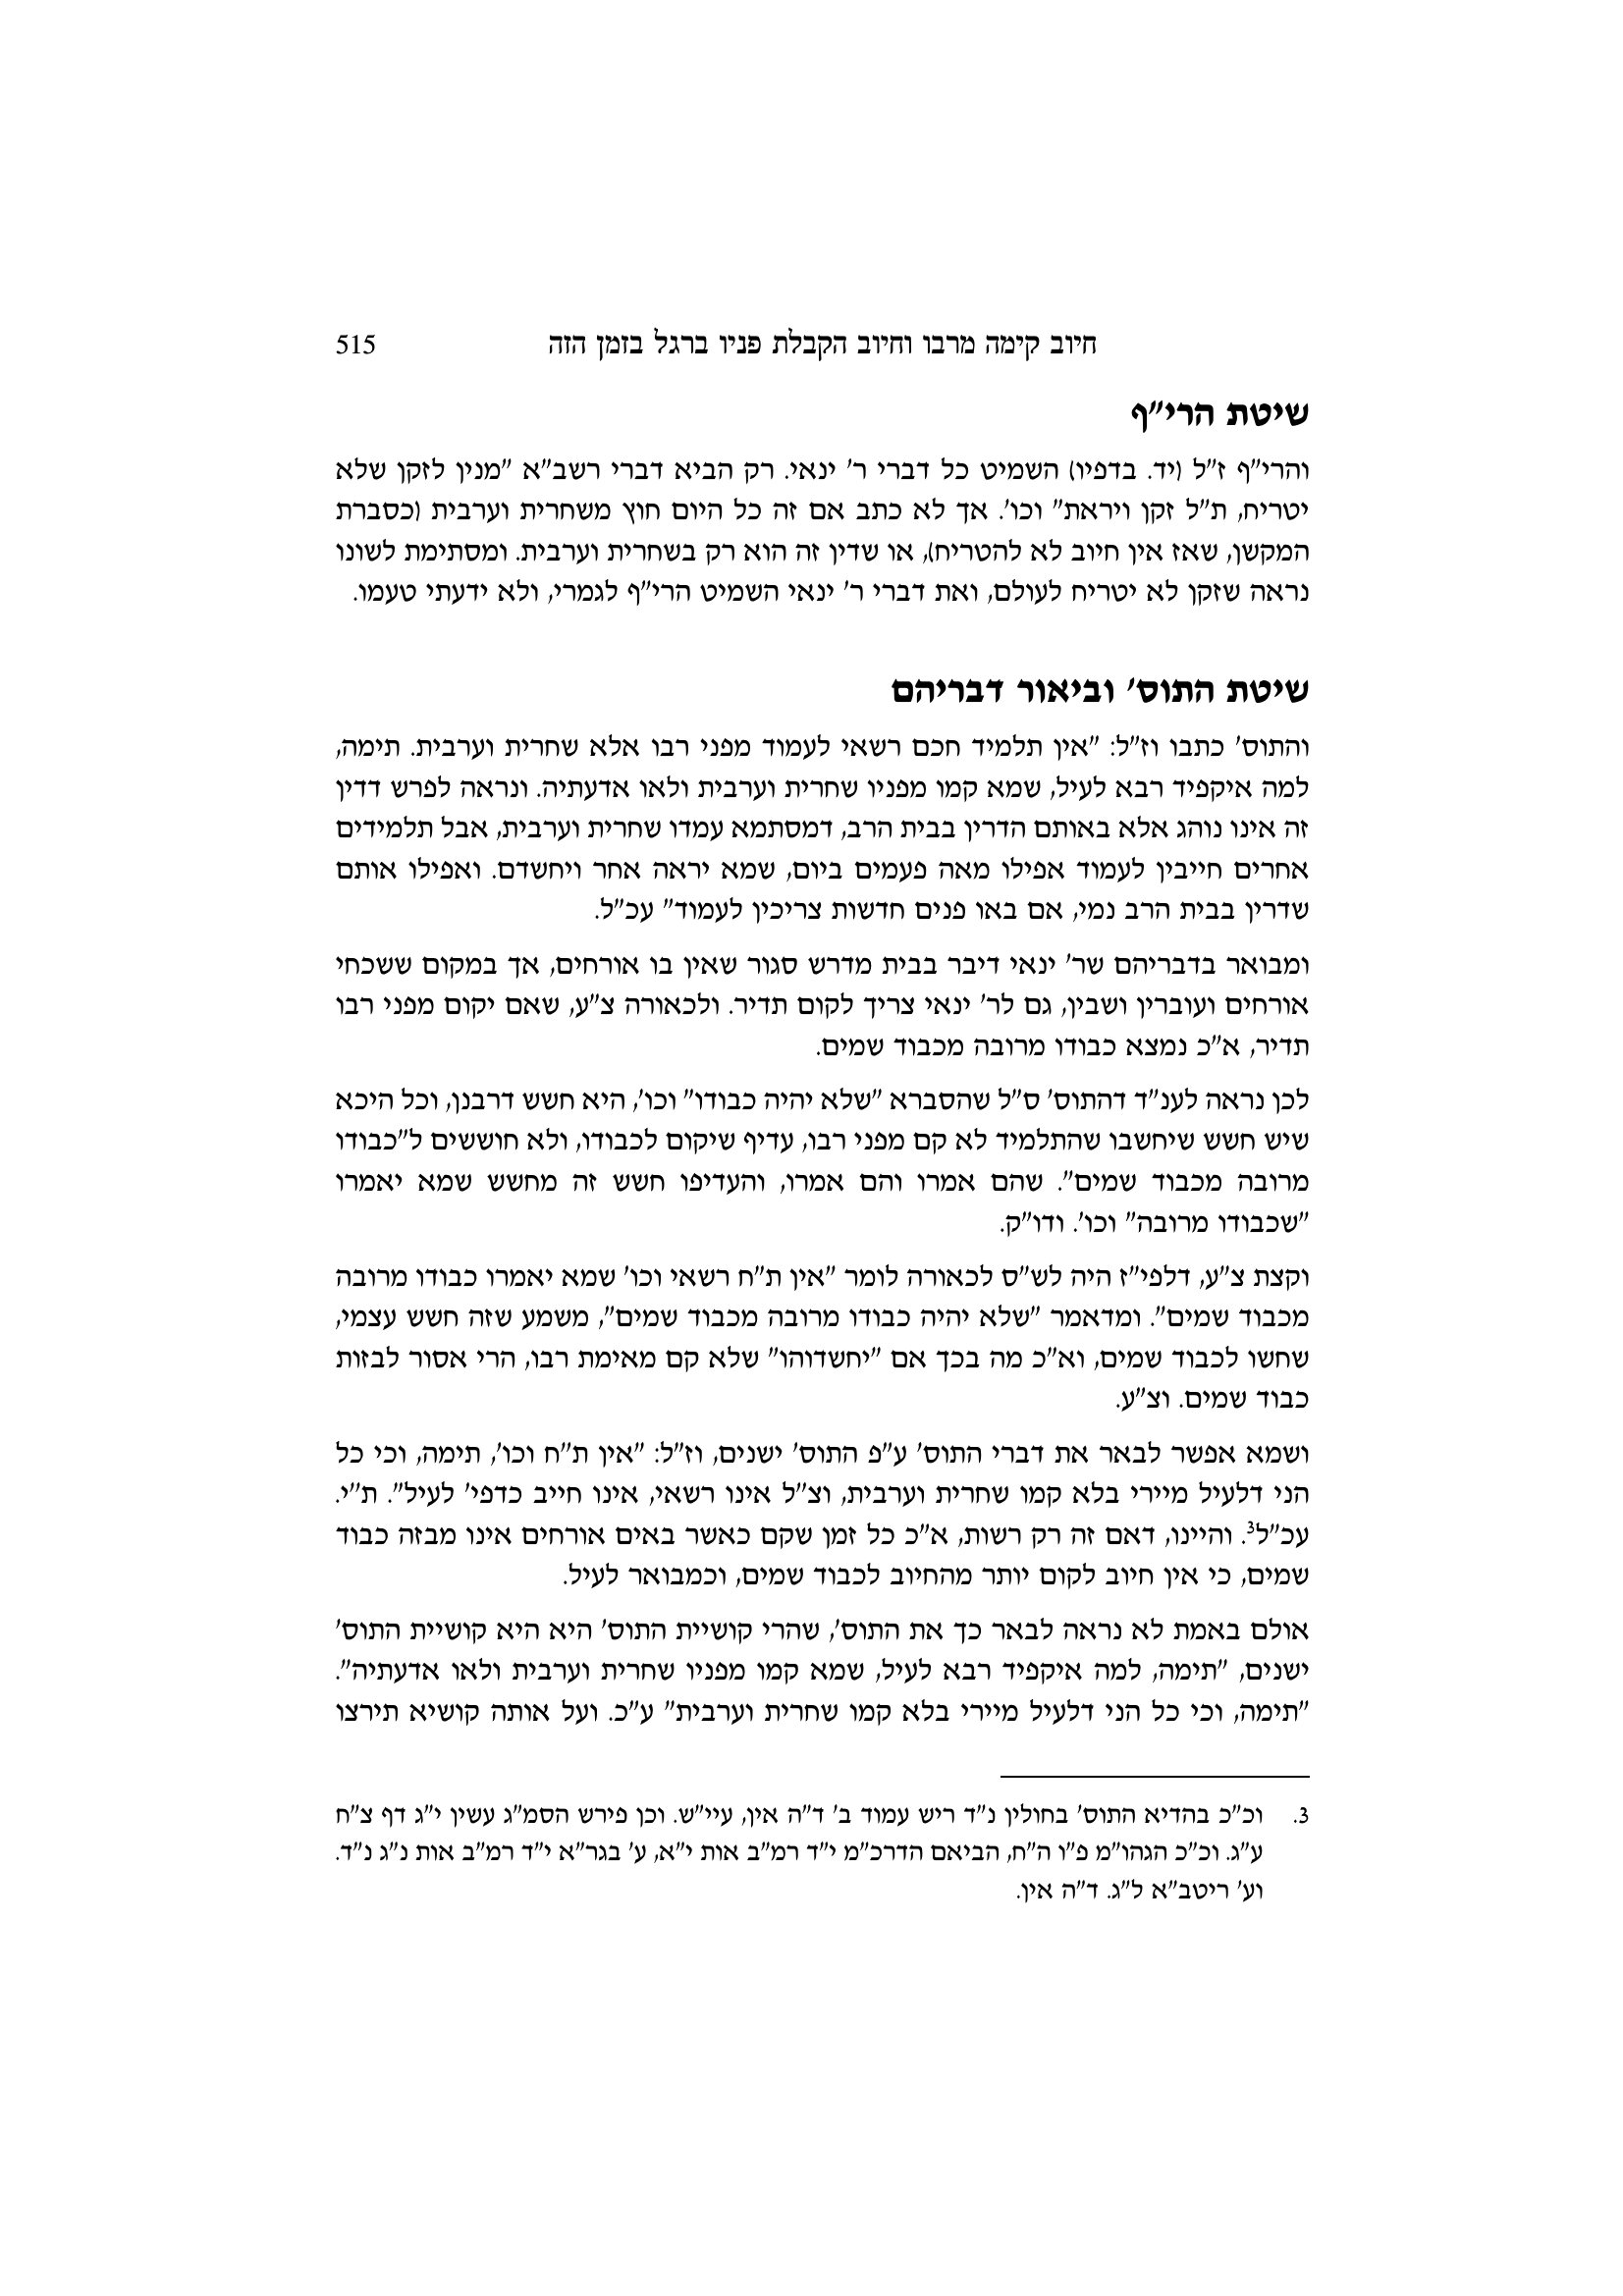 חיוב קימה מרבו וחיוב הקבלת פניו ברגל בזמן הזה 515
שיטת הרי"ף
והרי"ף ז"ל (יד. בדפיו) השמיט כל דברי ר' ינאי. רק הביא דברי רשב"א "מנין לזקן שלא
יטריח, ת"ל זקן ויראת" וכו'. אך לא כתב אם זה כל היום חוץ משחרית וערבית (כסברת
המקשן, שאז אין חיוב לא להטריח), או שדין זה הוא רק בשחרית וערבית. ומסתימת לשונו
נראה שזקן לא יטריח לעולם, ואת דברי ר' ינאי השמיט הרי"ף לגמרי, ולא ידעתי טעמו.
שיטת התוס' וביאור דבריהם
והתוס' כתבו וז"ל: "אין תלמיד חכם רשאי לעמוד מפני רבו אלא שחרית וערבית. תימה,
למה איקפיד רבא לעיל, שמא קמו מפניו שחרית וערבית ולאו אדעתיה. ונראה לפרש דדין
זה אינו נוהג אלא באותם הדרין בבית הרב, דמסתמא עמדו שחרית וערבית, אבל תלמידים
אחרים חייבין לעמוד אפילו מאה פעמים ביום, שמא יראה אחר ויחשדם. ואפילו אותם
שדרין בבית הרב נמי, אם באו פנים חדשות צריכין לעמוד" עכ"ל.
ומבואר בדבריהם שר' ינאי דיבר בבית מדרש סגור שאין בו אורחים, אך במקום ששכחי
אורחים ועוברין ושבין, גם לר' ינאי צריך לקום תדיר. ולכאורה צ"ע, שאם יקום מפני רבו
תדיר, א"כ נמצא כבודו מרובה מכבוד שמים.
לכן נראה לענ"ד דהתוס' ס"ל שהסברא "שלא יהיה כבודו" וכו', היא חשש דרבנן, וכל היכא
שיש חשש שיחשבו שהתלמיד לא קם מפני רבו, עדיף שיקום לכבודו, ולא חוששים ל"כבודו
מרובה מכבוד שמים". שהם אמרו והם אמרו, והעדיפו חשש זה מחשש שמא יאמרו
"שכבודו מרובה" וכו'. ודו"ק.
וקצת צ"ע, דלפי"ז היה לש"ס לכאורה לומר "אין ת"ח רשאי וכו' שמא יאמרו כבודו מרובה
מכבוד שמים". ומדאמר "שלא יהיה כבודו מרובה מכבוד שמים", משמע שזה חשש עצמי,
שחשו לכבוד שמים, וא"כ מה בכך אם "יחשדוהו" שלא קם מאימת רבו, הרי אסור לבזות
כבוד שמים. וצ"ע.
ושמא אפשר לבאר את דברי התוס' ע"פ התוס' ישנים, וז"ל: "אין ת"ח וכו', תימה, וכי כל
הני דלעיל מיירי בלא קמו שחרית וערבית, וצ"ל אינו רשאי, אינו חייב כדפי' לעיל". ת"י.
עכ"ל3. והיינו, דאם זה רק רשות, א"כ כל זמן שקם כאשר באים אורחים אינו מבזה כבוד
שמים, כי אין חיוב לקום יותר מהחיוב לכבוד שמים, וכמבואר לעיל.
אולם באמת לא נראה לבאר כך את התוס', שהרי קושיית התוס' היא היא קושיית התוס'
ישנים, "תימה, למה איקפיד רבא לעיל, שמא קמו מפניו שחרית וערבית ולאו אדעתיה".
"תימה, וכי כל הני דלעיל מיירי בלא קמו שחרית וערבית" ע"כ. ועל אותה קושיא תירצו
3. וכ"כ בהדיא התוס' בחולין נ"ד ריש עמוד ב' ד"ה אין, עיי"ש. וכן פירש הסמ"ג עשין י"ג דף צ"ח
ע"ג. וכ"כ הגהו"מ פ"ו ה"ח, הביאם הדרכ"מ י"ד רמ"ב אות י"א, ע' בגר"א י"ד רמ"ב אות נ"ג נ"ד.
וע' ריטב"א ל"ג. ד"ה אין.